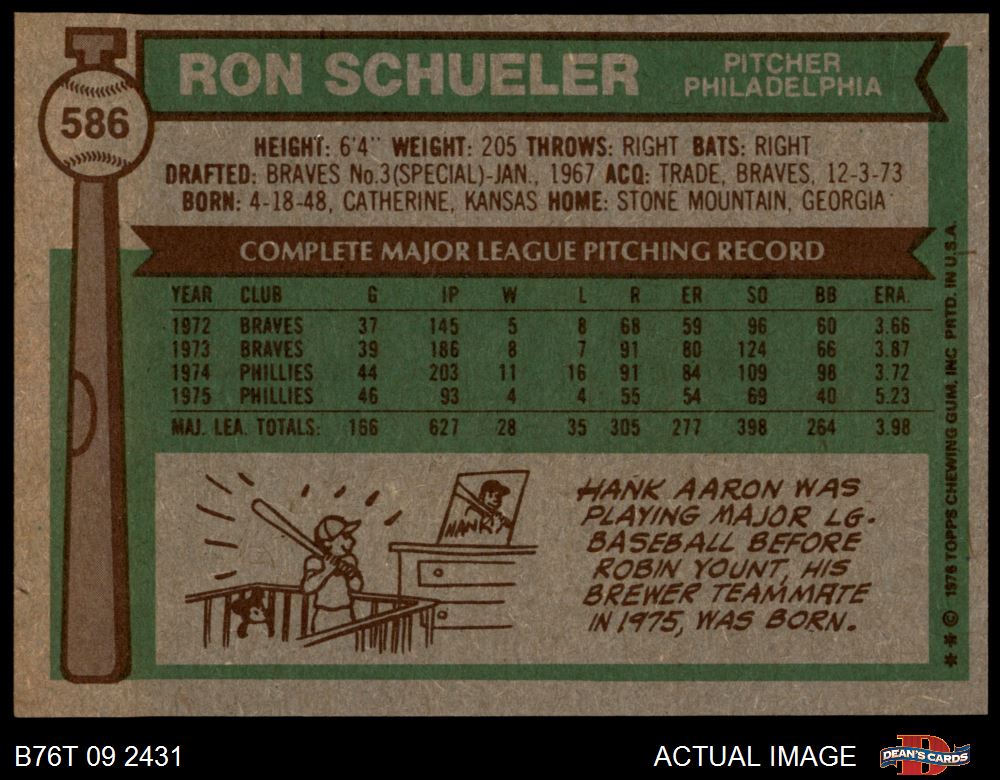 RON SCHUELER
PITCHER
PHILADELPHIA
586
HEIGHT: 6'4" WEIGHT: 205 THROWS: RIGHT BATS: RIGHT
DRAFTED: BRAVES No.3(SPECIAL)-JAN., 1967 ACQ: TRADE, BRAVES, 12-3-73
BORN: 4-18-48, CATHERINE, KANSAS HOME: STONE MOUNTAIN, GEORGIA
COMPLETE MAJOR LEAGUE PITCHING RECORD
YEAR CLUB G IP W L R ER SO BB ERA.
1972 BRAVES 37 145 5 8 68 59 96 60 3.66
1973 BRAVES 39 186 8 7 91 80 124 66 3.87
1974 PHILLIES 44 203 11 16 91 84 109 98 3.72
1975 PHILLIES 46 93 4 4 55 54 69 40 5.23
MAJ. LEA. TOTALS: 166 627 28 35 305 277 398 264 3.98
HANK
HANK AARON WAS
PLAYING MAJOR LG.
BASEBALL BEFORE
ROBIN YOUNT, HIS
BREWER TEAMMATE
IN 1975, WAS BORN.
** © 1976 TOPPS CHEWING GUM, INC PRTD. IN U.S.A.
B76T 09 2431
ACTUAL IMAGE
DEAN'S CARDS